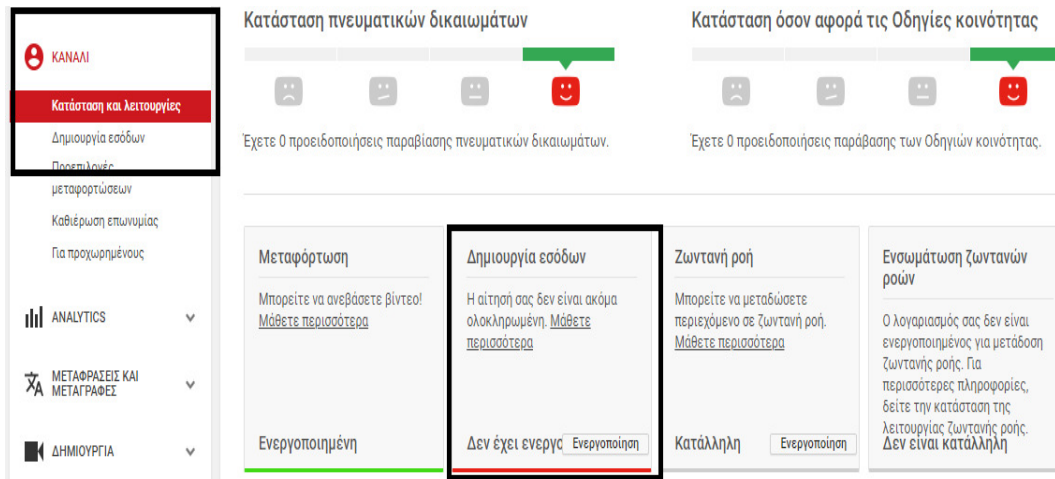 ΚΑΝΑΛΙ
Κατάσταση και λειτουργίες
Δημιουργία εσόδων
Προεπιλογές
μεταφορτώσεων
Καθιέρωση επωνυμίας
Για προχωρημένους
ANALYTICS
ΜΕΤΑΦΡΑΣΕΙΣ ΚΑΙ
ΜΕΤΑΓΡΑΦΕΣ
ΔΗΜΙΟΥΡΓΙΑ
Κατάσταση πνευματικών δικαιωμάτων
Έχετε 0 προειδοποιήσεις παραβίασης πνευματικών δικαιωμάτων.
Κατάσταση όσον αφορά τις Οδηγίες κοινότητας
Έχετε 0 προειδοποιήσεις παράβασης των Οδηγιών κοινότητας.
Μεταφόρτωση
Μπορείτε να ανεβάσετε βίντεο!
Μάθετε περισσότερα
Ενεργοποιημένη
Δημιουργία εσόδων
Η αίτησή σας δεν είναι ακόμα
ολοκληρωμένη. Μάθετε
περισσότερα
Δεν έχει ενεργο Ενεργοποίηση
Ζωντανή ροή
Μπορείτε να μεταδώσετε
περιεχόμενο σε ζωντανή ροή.
Μάθετε περισσότερα
Κατάλληλη Ενεργοποίηση
Ενσωμάτωση ζωντανών
ροών
Ο λογαριασμός σας δεν είναι
ενεργοποιημένος για μετάδοση
ζωντανής ροής. Για
περισσότερες πληροφορίες,
δείτε την κατάσταση της
λειτουργίας ζωντανής ροής.
Δεν είναι κατάλληλη